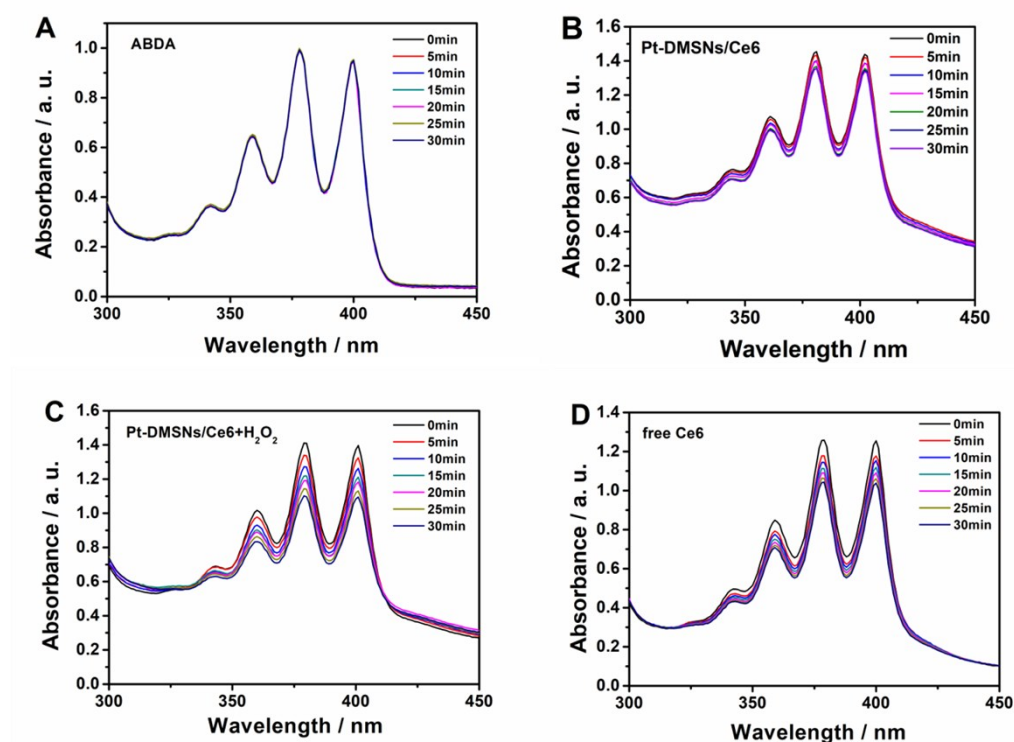 A
ABDA
0min
5min
10min
15min
20min
25min
30min
1.0
0.8
0.6
0.4
0.2
0.0
300
350
400
450
Absorbance / a. u.
Wavelength / nm
B
Pt-DMSNs/Ce6
0min
5min
10min
15min
20min
25min
30min
1.6
1.4
1.2
1.0
0.8
0.6
0.4
0.2
0.0
300
350
400
450
Absorbance / a. u.
Wavelength / nm
C
Pt-DMSNs/Ce6+H₂O₂
0min
5min
10min
15min
20min
25min
30min
1.6
1.4
1.2
1.0
0.8
0.6
0.4
0.2
0.0
300
350
400
450
Absorbance / a. u.
Wavelength / nm
D
free Ce6
0min
5min
10min
15min
20min
25min
30min
1.4
1.2
1.0
0.8
0.6
0.4
0.2
0.0
300
350
400
450
Absorbance / a. u.
Wavelength / nm